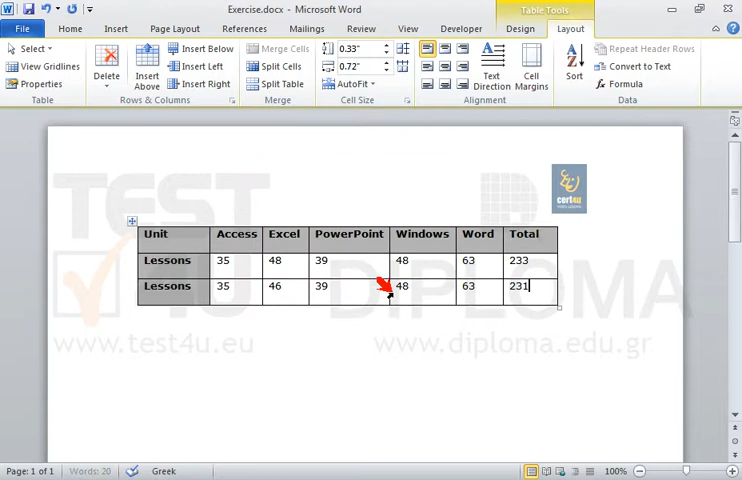 Exercise.docx - Microsoft Word
Table Tools
File Home Insert Page Layout References Mailings Review View Developer Design Layout
Select
View Gridlines
Properties
Table
Delete
Insert Above
Insert Below
Insert Left
Insert Right
Rows & Columns
Merge Cells
Split Cells
Split Table
Merge
0.33"
0.72"
AutoFit
Cell Size
Text Direction
Cell Margins
Alignment
Sort
Repeat Header Rows
Convert to Text
Formula
Data
TEST
cert4u
Unit Access Excel PowerPoint Windows Word Total
Lessons 35 48 39 48 63 233
Lessons 35 46 39 48 63 231
DIPLOMA
www.test4u.eu www.diploma.edu.gr
Page: 1 of 1 Words: 20 Greek 100%